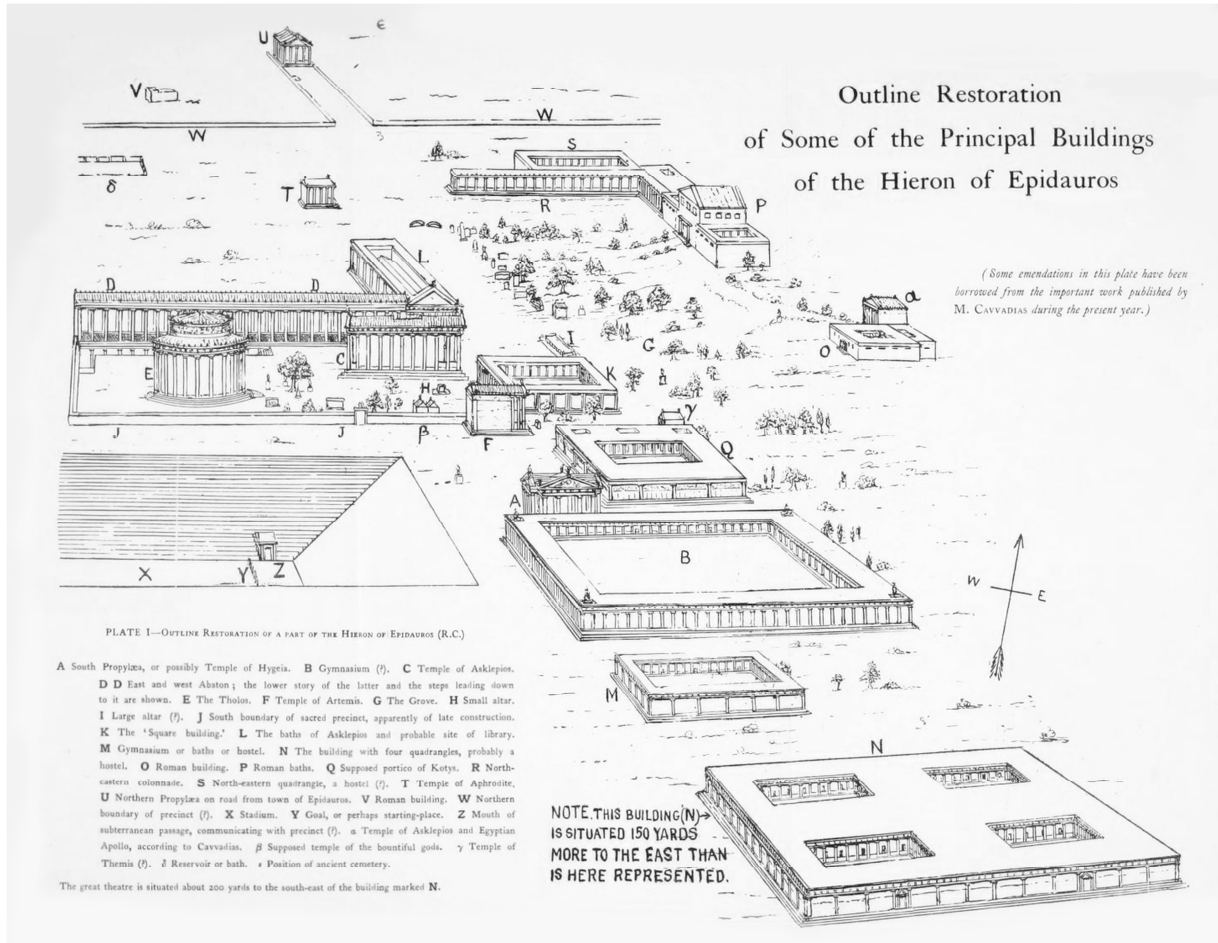 Outline Restoration
of Some of the Principal Buildings
of the Hieron of Epidauros
(Some emendations in this plate have been
borrowed from the important work published by
M. CAVVADIAS during the present year.)
U
ε
V
W
W
3
δ
T
S
R
P
L
D
D
α
O
I
G
C
E
H
K
J
J
β
F
γ
Q
A
B
X
Y
Z
W
E
M
N
NOTE. THIS BUILDING (N)→
IS SITUATED 150 YARDS
MORE TO THE EAST THAN
IS HERE REPRESENTED.
PLATE I—OUTLINE RESTORATION OF A PART OF THE HIERON OF EPIDAUROS (R.C.)
A South Propylæa, or possibly Temple of Hygeia. B Gymnasium (?). C Temple of Asklepios.
D D East and west Abaton; the lower story of the latter and the steps leading down
to it are shown. E The Tholos. F Temple of Artemis. G The Grove. H Small altar.
I Large altar (?). J South boundary of sacred precinct, apparently of late construction.
K The 'Square building.' L The baths of Asklepios and probable site of library.
M Gymnasium or baths or hostel. N The building with four quadrangles, probably a
hostel. O Roman building. P Roman baths. Q Supposed portico of Kotys. R North-
eastern colonnade. S North-eastern quadrangle, a hostel (?). T Temple of Aphrodite.
U Northern Propylæa on road from town of Epidauros. V Roman building. W Northern
boundary of precinct (?). X Stadium. Y Goal, or perhaps starting-place. Z Mouth of
subterranean passage, communicating with precinct (?). α Temple of Asklepios and Egyptian
Apollo, according to Cavvadias. β Supposed temple of the bountiful gods. γ Temple of
Themis (?). δ Reservoir or bath. ε Position of ancient cemetery.
The great theatre is situated about 200 yards to the south-east of the building marked N.